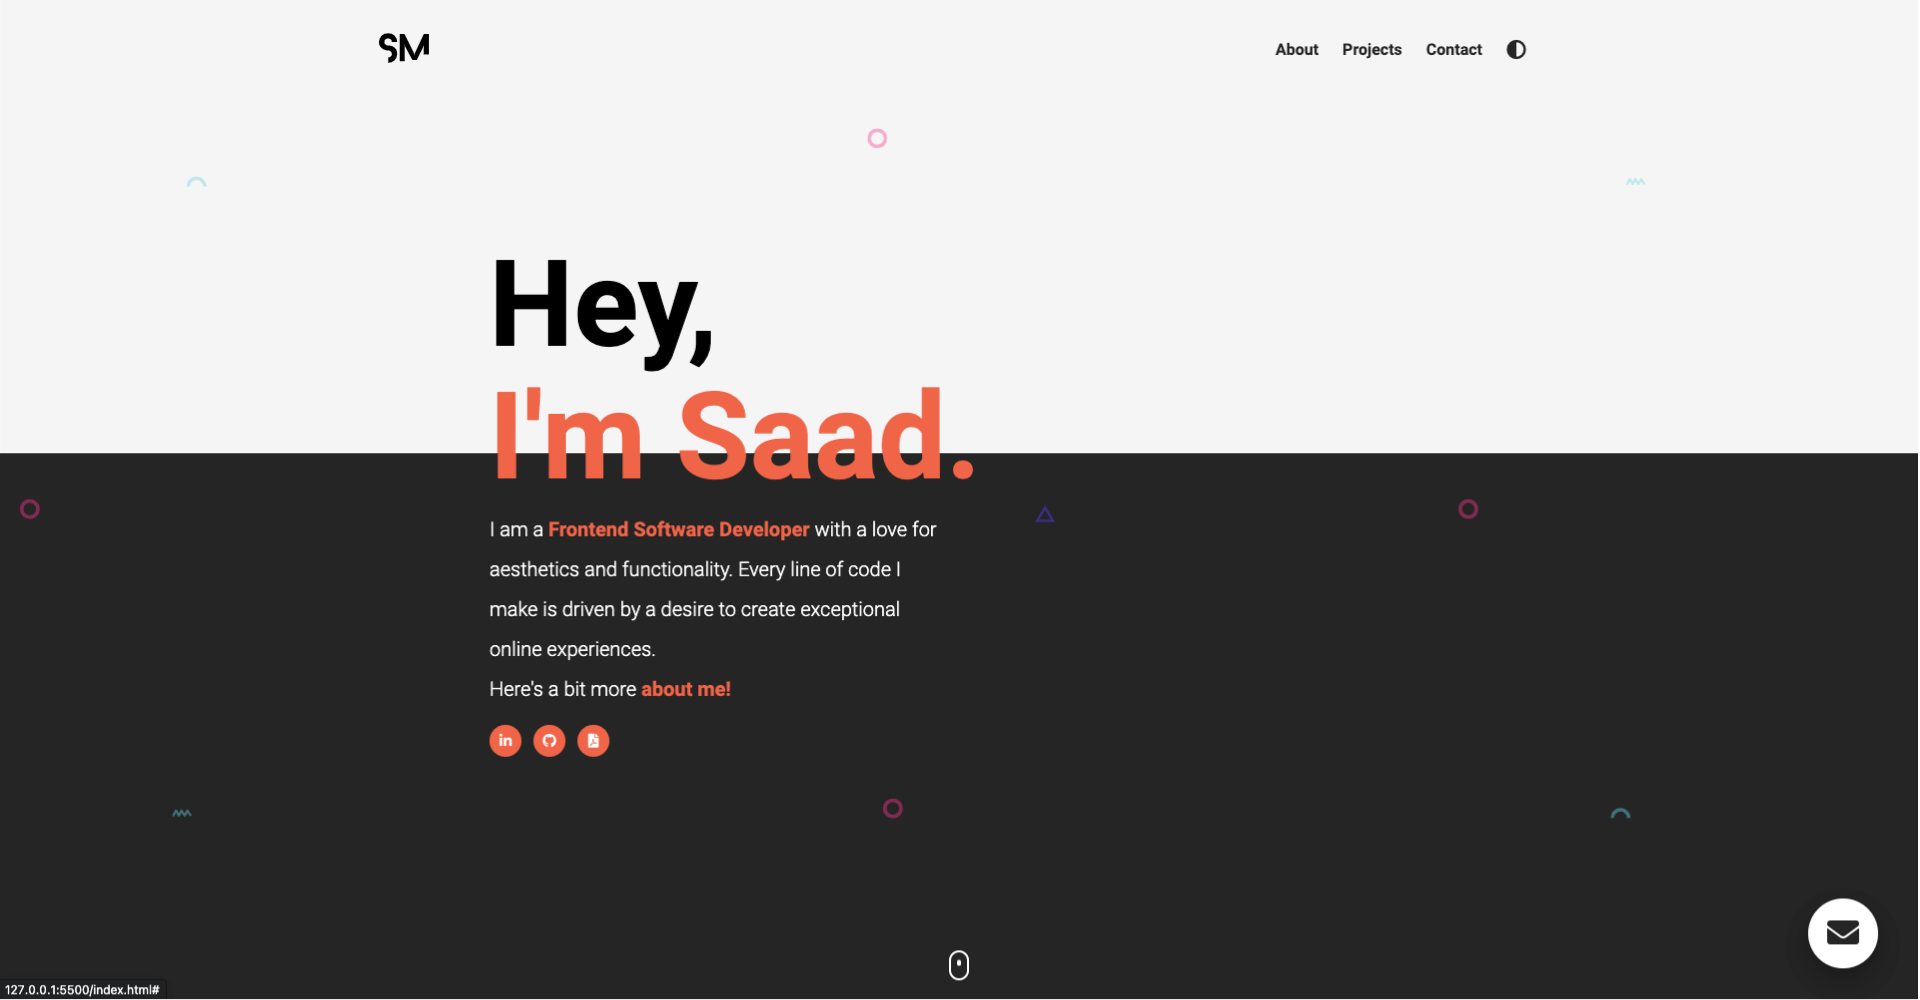 SM
About Projects Contact
Hey,
I'm Saad.
I am a Frontend Software Developer with a love for
aesthetics and functionality. Every line of code I
make is driven by a desire to create exceptional
online experiences.
Here's a bit more about me!
in
127.0.0.1:5500/index.html#